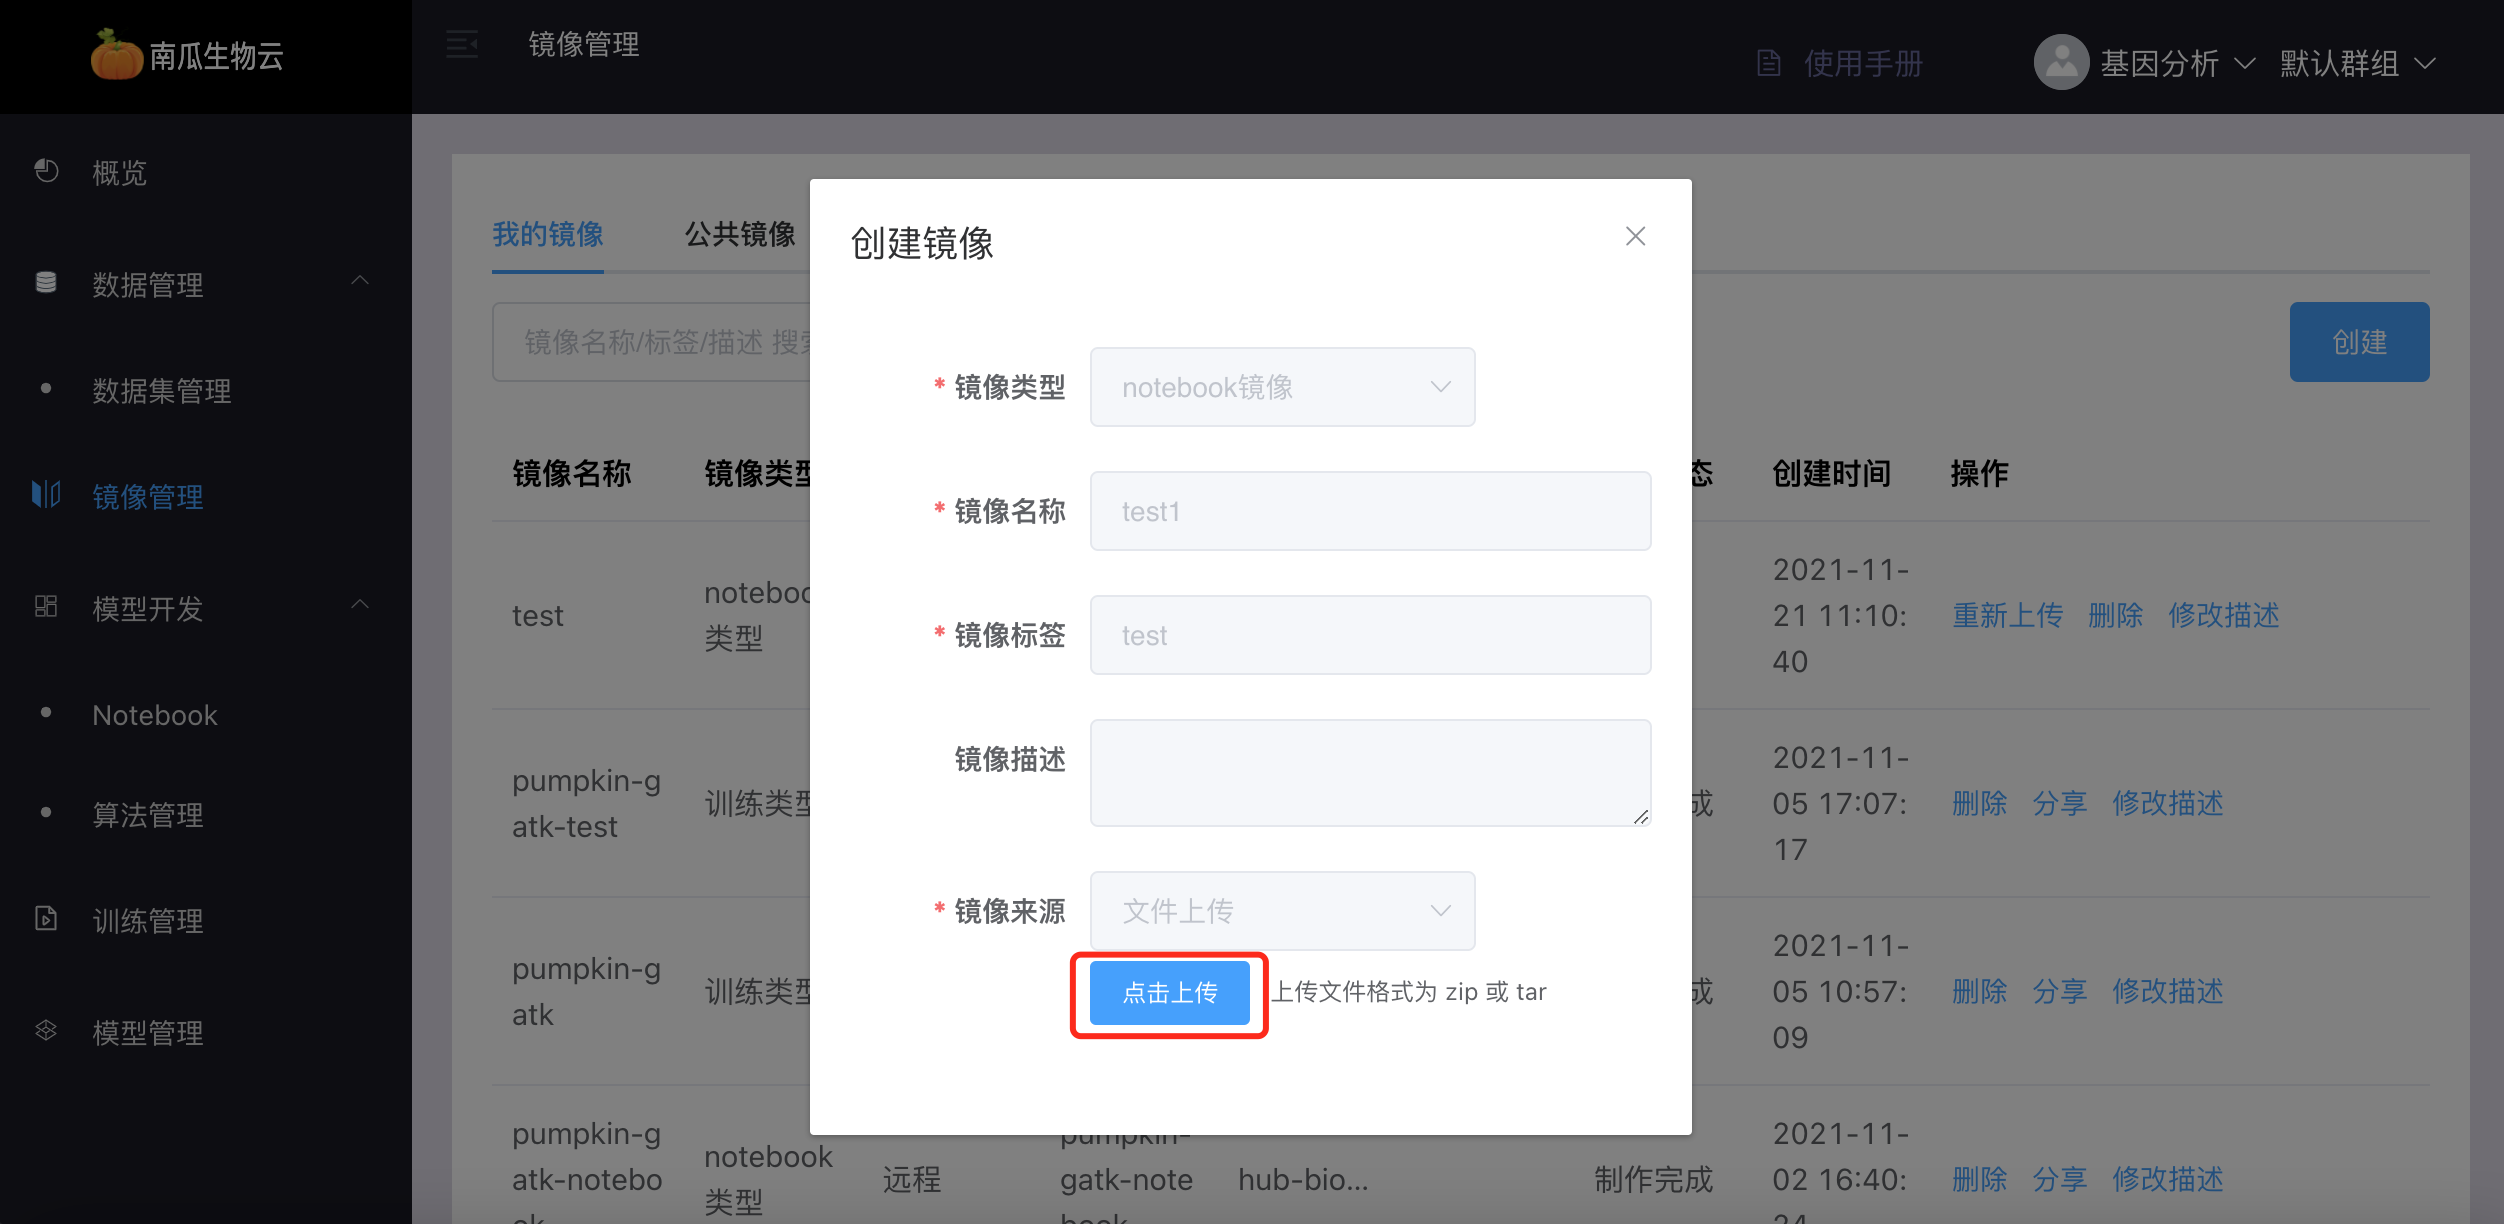 南瓜生物云
镜像管理
使用手册
基因分析
默认群组
概览
数据管理
数据集管理
镜像管理
模型开发
Notebook
算法管理
训练管理
模型管理
我的镜像
公共镜像
镜像名称/标签/描述 搜
创建
镜像名称
镜像类型
态
创建时间
操作
test
类型
2021-11-
21 11:10:
40
重新上传 删除 修改描述
pumpkin-g
atk-test
训练类型
成
2021-11-
05 17:07:
17
删除 分享 修改描述
pumpkin-g
atk
训练类型
成
2021-11-
05 10:57:
09
删除 分享 修改描述
pumpkin-g
atk-notebo
notebook
类型
远程
pumpkin-
gatk-note
hub-bio...
制作完成
2021-11-
02 16:40:
删除 分享 修改描述
创建镜像
* 镜像类型
notebook镜像
* 镜像名称
test1
* 镜像标签
test
镜像描述
* 镜像来源
文件上传
点击上传
上传文件格式为 zip 或 tar